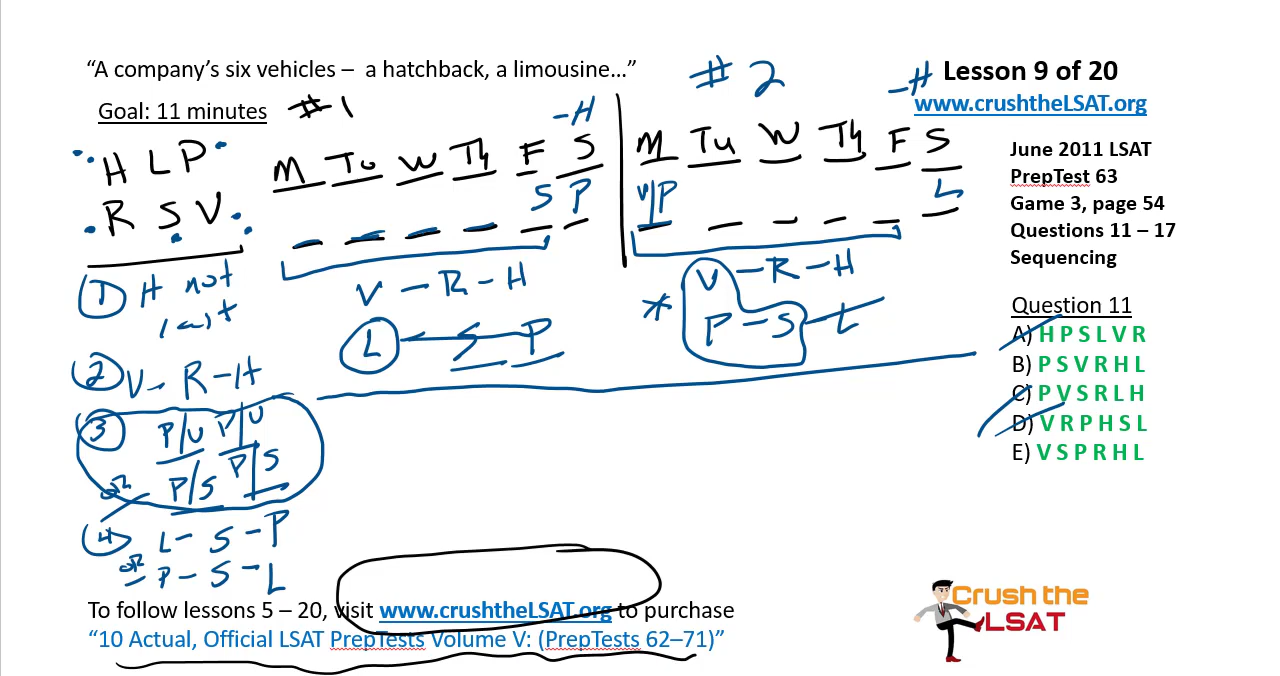 “A company’s six vehicles – a hatchback, a limousine…”
Goal: 11 minutes
#1
#2
-H
-H
Lesson 9 of 20
www.crushtheLSAT.org
H L P
R S V
M Tu W Th F S
S P
V - R - H
L - S - P
M Tu W Th F S
V/P
L
V - R - H
* P - S - L
June 2011 LSAT
PrepTest 63
Game 3, page 54
Questions 11 – 17
Sequencing
Question 11
A) H P S L V R
B) P S V R H L
C) P V S R L H
D) V R P H S L
E) V S P R H L
1 H not
last
2 V - R - H
3 P/V P/V
or P/S P/S
4 L - S - P
or P - S - L
To follow lessons 5 – 20, visit www.crushtheLSAT.org to purchase
“10 Actual, Official LSAT PrepTests Volume V: (PrepTests 62–71)”
Crush the
LSAT